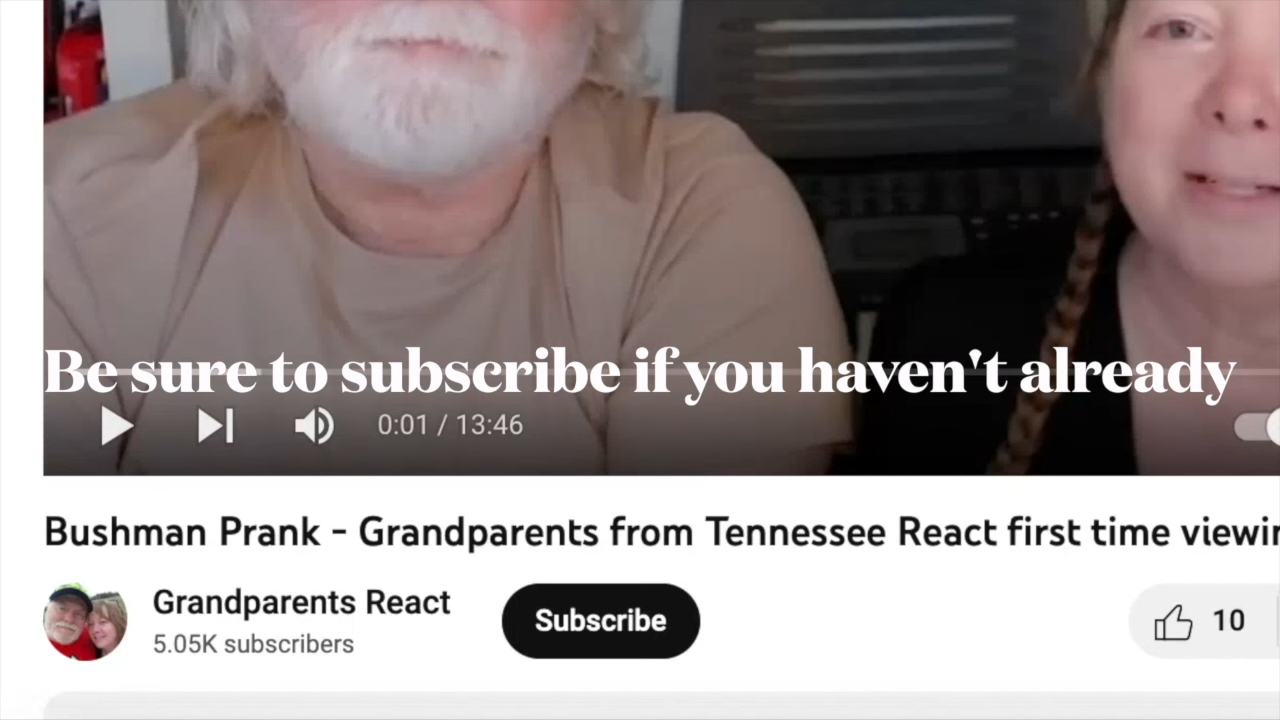 Be sure to subscribe if you haven't already
0:01 / 13:46
Bushman Prank - Grandparents from Tennessee React first time viewin
Grandparents React
5.05K subscribers
Subscribe
10